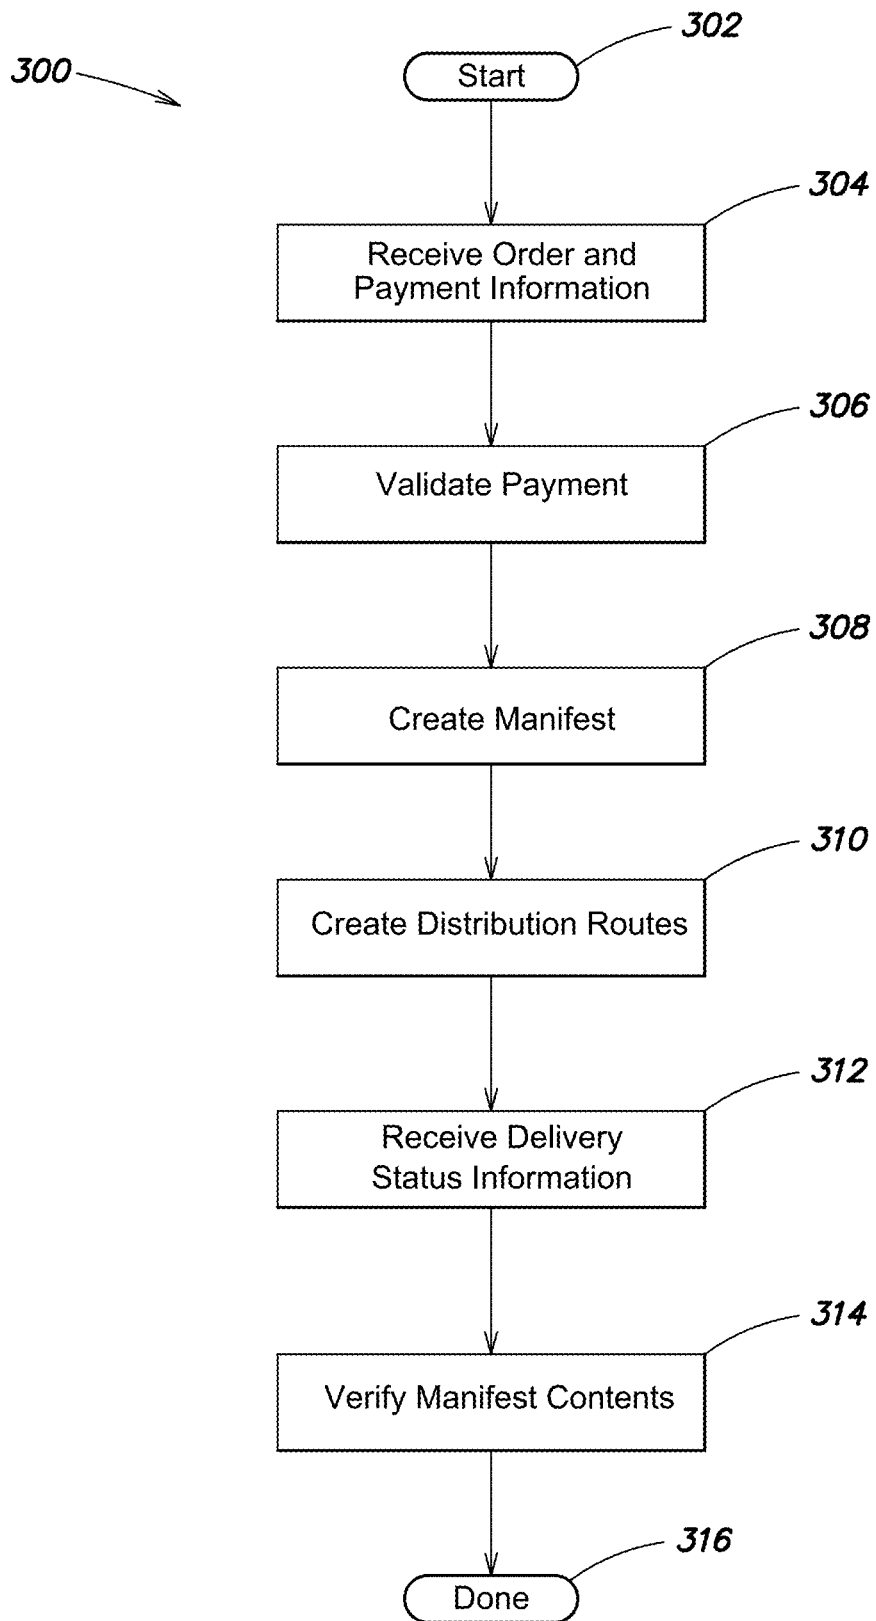 302
300
Start
304
Receive Order and
Payment Information
306
Validate Payment
308
Create Manifest
310
Create Distribution Routes
312
Receive Delivery
Status Information
314
Verify Manifest Contents
316
Done